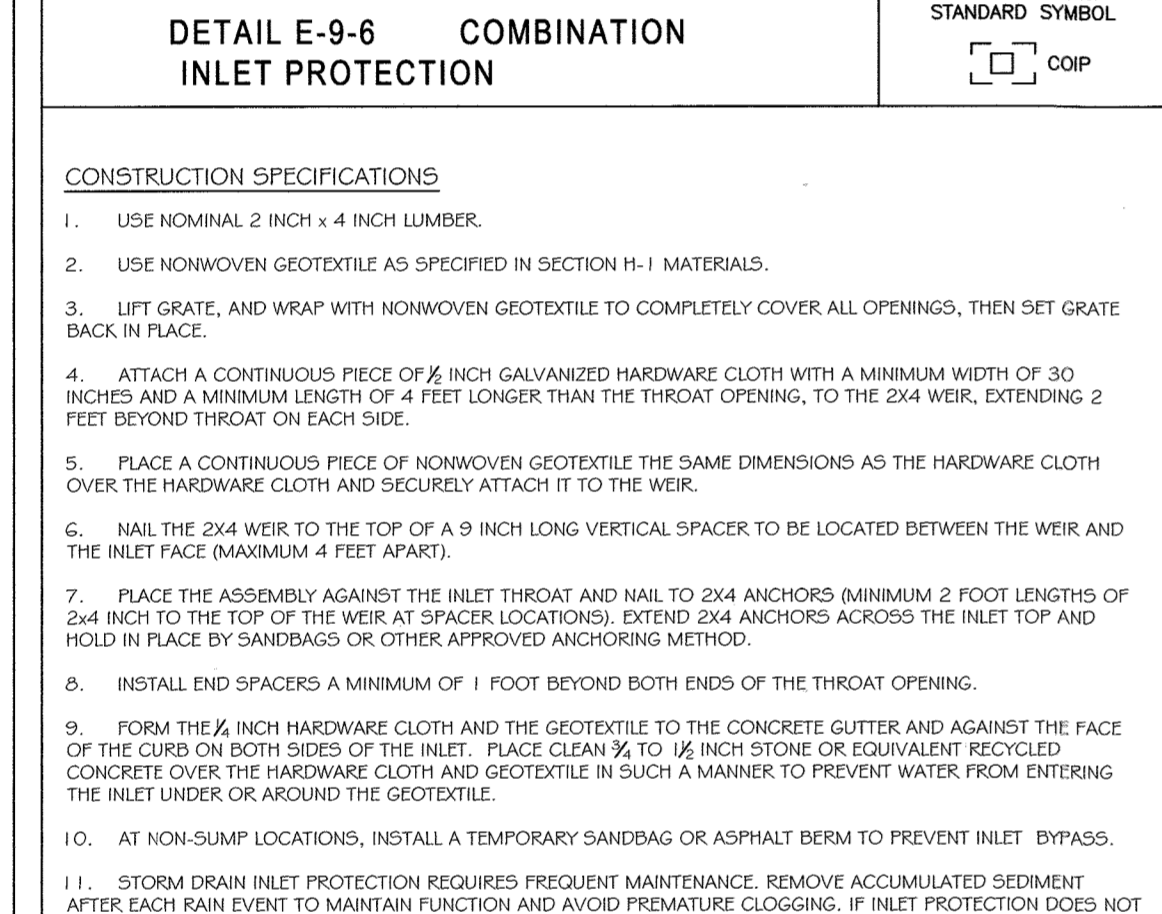 DETAIL E-9-6 COMBINATION
INLET PROTECTION
STANDARD SYMBOL
COIP
CONSTRUCTION SPECIFICATIONS
1. USE NOMINAL 2 INCH x 4 INCH LUMBER.
2. USE NONWOVEN GEOTEXTILE AS SPECIFIED IN SECTION H-1 MATERIALS.
3. LIFT GRATE, AND WRAP WITH NONWOVEN GEOTEXTILE TO COMPLETELY COVER ALL OPENINGS, THEN SET GRATE
BACK IN PLACE.
4. ATTACH A CONTINUOUS PIECE OF 1/2 INCH GALVANIZED HARDWARE CLOTH WITH A MINIMUM WIDTH OF 30
INCHES AND A MINIMUM LENGTH OF 4 FEET LONGER THAN THE THROAT OPENING, TO THE 2X4 WEIR, EXTENDING 2
FEET BEYOND THROAT ON EACH SIDE.
5. PLACE A CONTINUOUS PIECE OF NONWOVEN GEOTEXTILE THE SAME DIMENSIONS AS THE HARDWARE CLOTH
OVER THE HARDWARE CLOTH AND SECURELY ATTACH IT TO THE WEIR.
6. NAIL THE 2X4 WEIR TO THE TOP OF A 9 INCH LONG VERTICAL SPACER TO BE LOCATED BETWEEN THE WEIR AND
THE INLET FACE (MAXIMUM 4 FEET APART).
7. PLACE THE ASSEMBLY AGAINST THE INLET THROAT AND NAIL TO 2X4 ANCHORS (MINIMUM 2 FOOT LENGTHS OF
2x4 INCH TO THE TOP OF THE WEIR AT SPACER LOCATIONS). EXTEND 2X4 ANCHORS ACROSS THE INLET TOP AND
HOLD IN PLACE BY SANDBAGS OR OTHER APPROVED ANCHORING METHOD.
8. INSTALL END SPACERS A MINIMUM OF 1 FOOT BEYOND BOTH ENDS OF THE THROAT OPENING.
9. FORM THE 1/4 INCH HARDWARE CLOTH AND THE GEOTEXTILE TO THE CONCRETE GUTTER AND AGAINST THE FACE
OF THE CURB ON BOTH SIDES OF THE INLET. PLACE CLEAN 3/4 TO 1 1/2 INCH STONE OR EQUIVALENT RECYCLED
CONCRETE OVER THE HARDWARE CLOTH AND GEOTEXTILE IN SUCH A MANNER TO PREVENT WATER FROM ENTERING
THE INLET UNDER OR AROUND THE GEOTEXTILE.
10. AT NON-SUMP LOCATIONS, INSTALL A TEMPORARY SANDBAG OR ASPHALT BERM TO PREVENT INLET BYPASS.
11. STORM DRAIN INLET PROTECTION REQUIRES FREQUENT MAINTENANCE. REMOVE ACCUMULATED SEDIMENT
AFTER EACH RAIN EVENT TO MAINTAIN FUNCTION AND AVOID PREMATURE CLOGGING. IF INLET PROTECTION DOES NOT